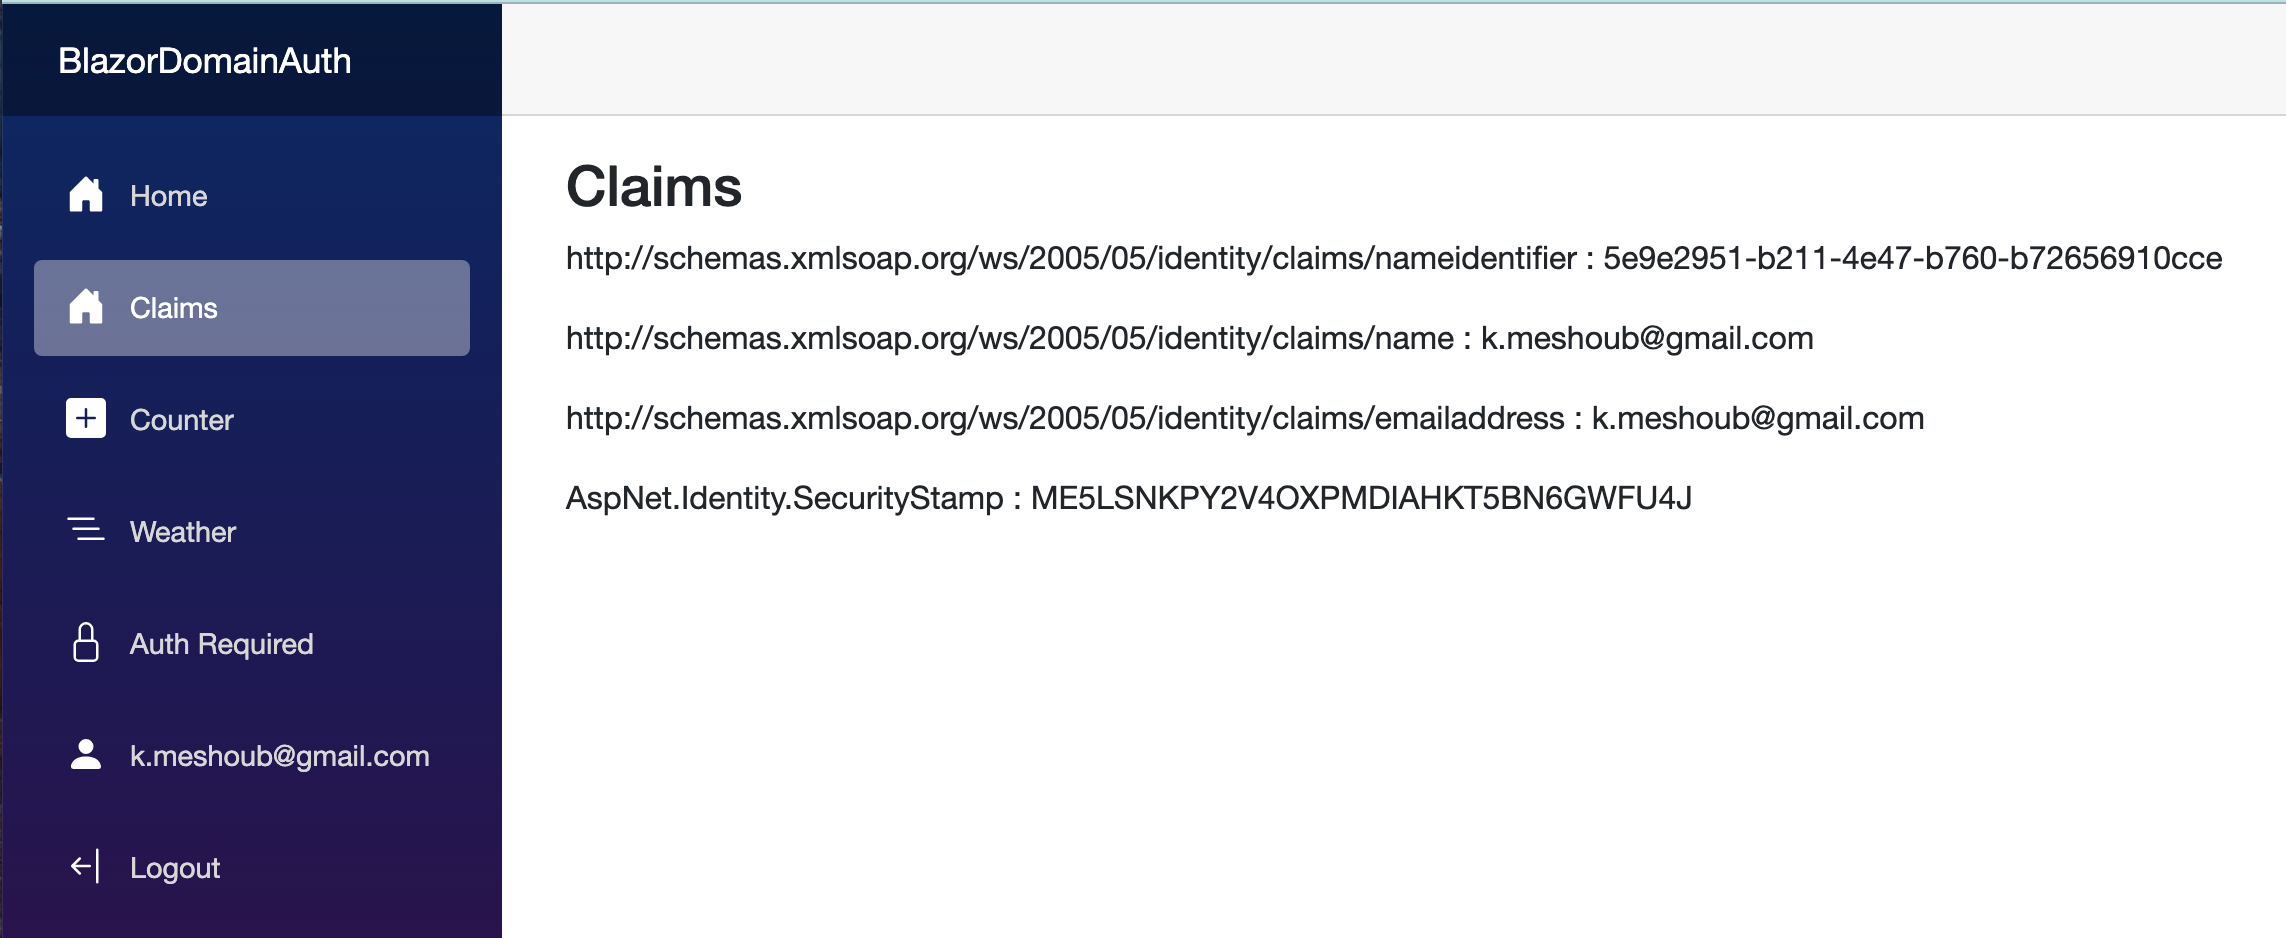 BlazorDomainAuth
Home
Claims
Counter
Weather
Auth Required
k.meshoub@gmail.com
Logout
Claims
http://schemas.xmlsoap.org/ws/2005/05/identity/claims/nameidentifier : 5e9e2951-b211-4e47-b760-b72656910cce
http://schemas.xmlsoap.org/ws/2005/05/identity/claims/name : k.meshoub@gmail.com
http://schemas.xmlsoap.org/ws/2005/05/identity/claims/emailaddress : k.meshoub@gmail.com
AspNet.Identity.SecurityStamp : ME5LSNKPY2V4OXPMDIAHKT5BN6GWFU4J